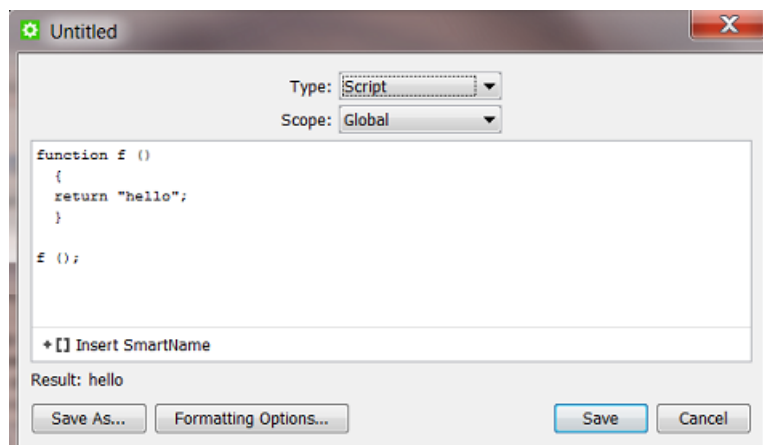 Untitled
Type: Script
Scope: Global
function f ()
{
return "hello";
}
f ();
+[] Insert SmartName
Result: hello
Save As... Formatting Options... Save Cancel